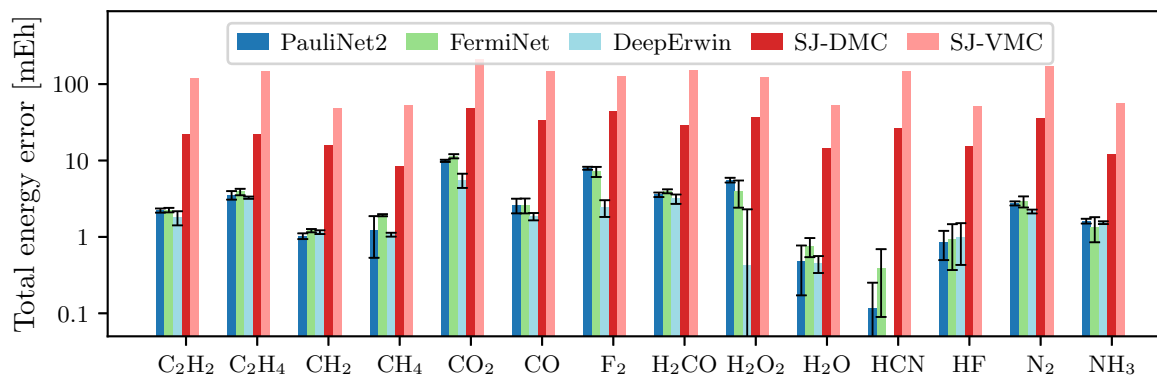 PauliNet2 FermiNet DeepErwin SJ-DMC SJ-VMC
Total energy error [mEh]
100
10
1
0.1
C₂H₂ C₂H₄ CH₂ CH₄ CO₂ CO F₂ H₂CO H₂O₂ H₂O HCN HF N₂ NH₃